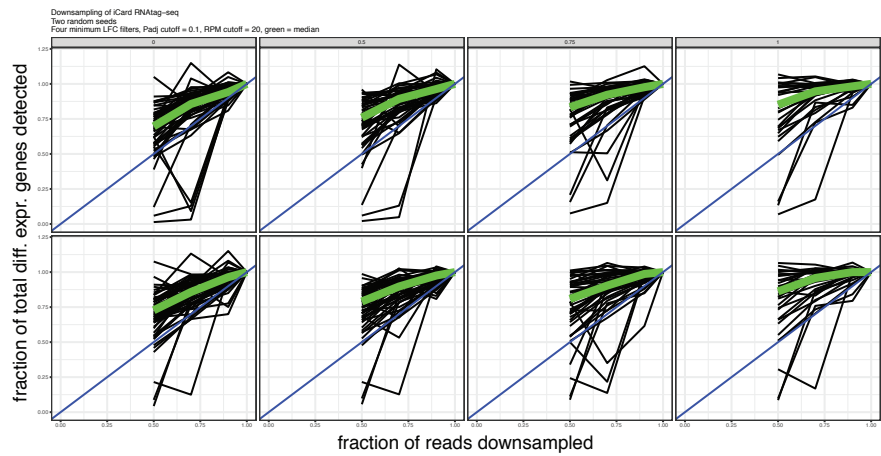 Downsampling of iCard RNAtag−seq
Two random seeds
Four minimum LFC filters, Padj cutoff = 0.1, RPM cutoff = 20, green = median
0 0.5 0.75 1
1.25
1.00
0.75
0.50
0.25
0.00
1.25
1.00
0.75
0.50
0.25
0.00
fraction of total diff. expr. genes detected
0.00 0.25 0.50 0.75 1.00 0.00 0.25 0.50 0.75 1.00 0.00 0.25 0.50 0.75 1.00 0.00 0.25 0.50 0.75 1.00
fraction of reads downsampled